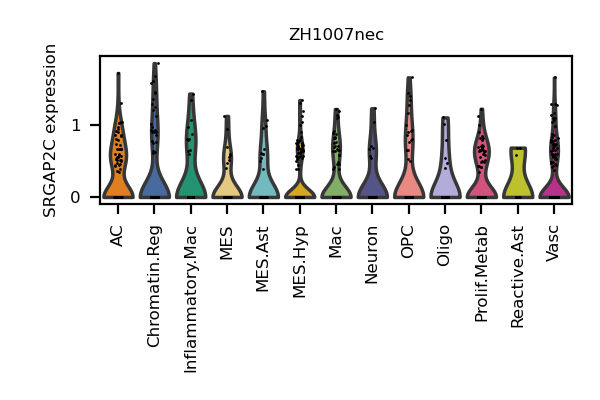 ZH1007nec
SRGAP2C expression
1
0
AC
Chromatin.Reg
Inflammatory.Mac
MES
MES.Ast
MES.Hyp
Mac
Neuron
OPC
Oligo
Prolif.Metab
Reactive.Ast
Vasc